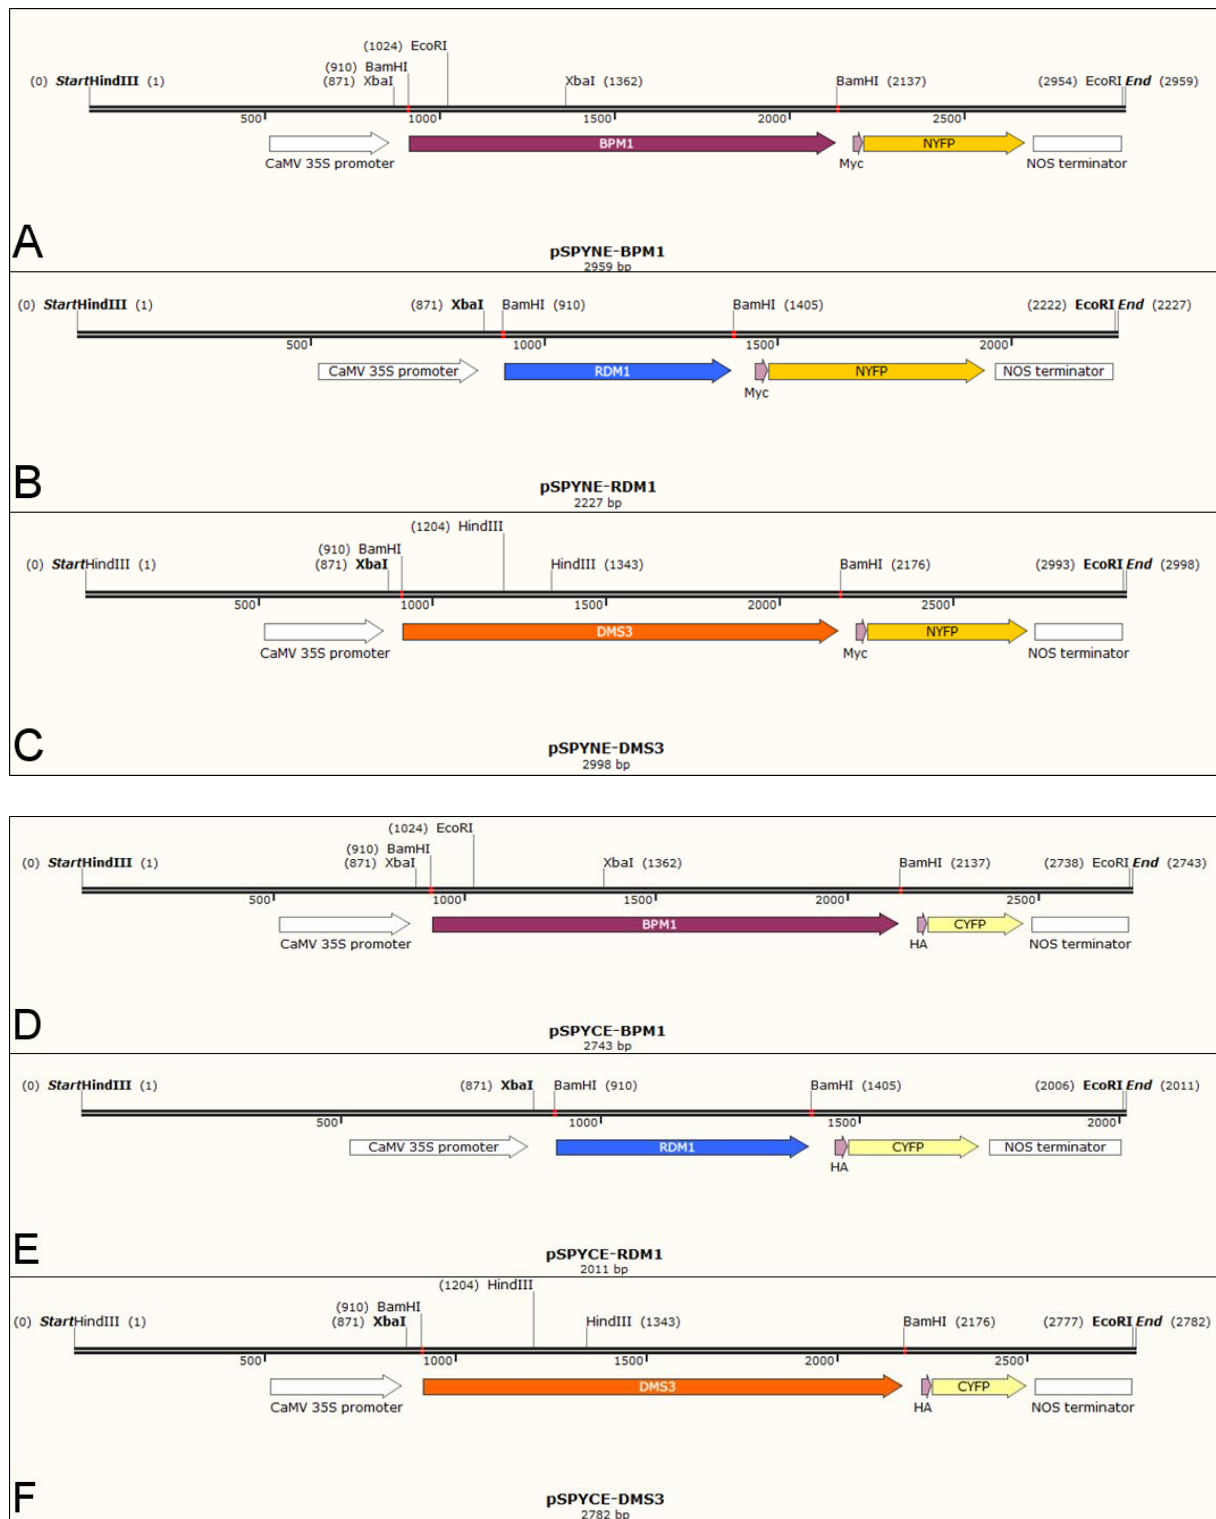 (1024) EcoRI
(910) BamHI
(0) StartHindIII (1) (871) XbaI XbaI (1362) BamHI (2137) (2954) EcoRI End (2959)
500 1000 1500 2000 2500
BPM1 NYFP
CaMV 35S promoter Myc NOS terminator
A
pSPYNE-BPM1
2959 bp
(0) StartHindIII (1) (871) XbaI BamHI (910) BamHI (1405) (2222) EcoRI End (2227)
500 1000 1500 2000
CaMV 35S promoter RDM1 NYFP NOS terminator
Myc
B
pSPYNE-RDM1
2227 bp
(1204) HindIII
(910) BamHI
(0) StartHindIII (1) (871) XbaI HindIII (1343) BamHI (2176) (2993) EcoRI End (2998)
500 1000 1500 2000 2500
DMS3 NYFP
CaMV 35S promoter Myc NOS terminator
C
pSPYNE-DMS3
2998 bp
(1024) EcoRI
(910) BamHI
(0) StartHindIII (1) (871) XbaI XbaI (1362) BamHI (2137) (2738) EcoRI End (2743)
500 1000 1500 2000 2500
BPM1 CYFP
CaMV 35S promoter HA NOS terminator
D
pSPYCE-BPM1
2743 bp
(0) StartHindIII (1) (871) XbaI BamHI (910) BamHI (1405) (2006) EcoRI End (2011)
500 1000 1500 2000
CaMV 35S promoter RDM1 CYFP NOS terminator
HA
E
pSPYCE-RDM1
2011 bp
(1204) HindIII
(910) BamHI
(0) StartHindIII (1) (871) XbaI HindIII (1343) BamHI (2176) (2777) EcoRI End (2782)
500 1000 1500 2000 2500
DMS3 CYFP
CaMV 35S promoter HA NOS terminator
F
pSPYCE-DMS3
2782 bp